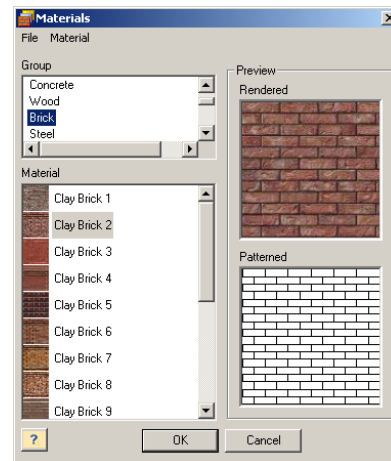 Materials
File Material
Group
Concrete
Wood
Brick
Steel
Material
Clay Brick 1
Clay Brick 2
Clay Brick 3
Clay Brick 4
Clay Brick 5
Clay Brick 6
Clay Brick 7
Clay Brick 8
Clay Brick 9
Preview
Rendered
Patterned
?
OK
Cancel